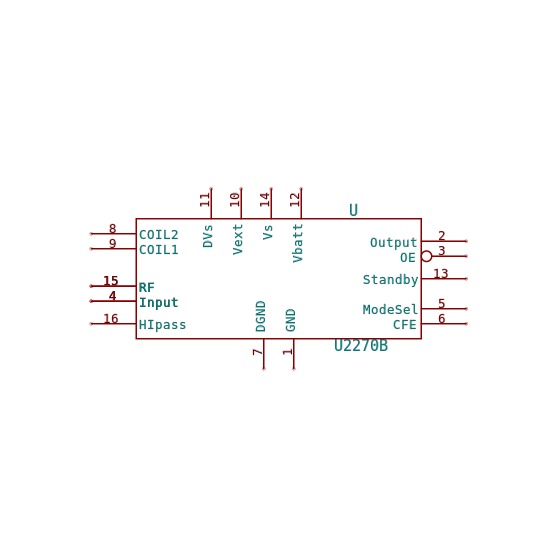 11 10 14 12
U
DVs Vext Vs Vbatt
8 COIL2
9 COIL1
Output 2
OE 3
Standby 13
15 RF
4 Input
ModeSel 5
16 HIpass
CFE 6
DGND GND
U2270B
7 1